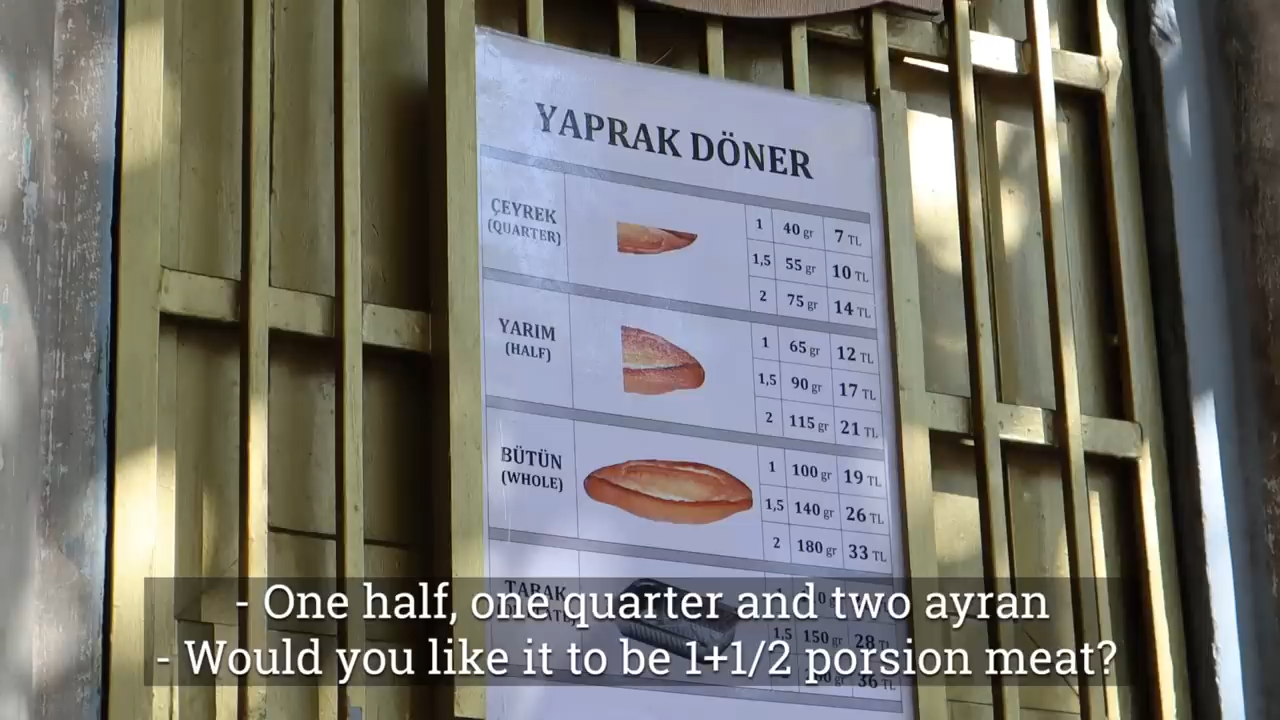 YAPRAK DÖNER
ÇEYREK
(QUARTER)
1 40 gr 7 TL
1,5 55 gr 10 TL
2 75 gr 14 TL
YARIM
(HALF)
1 65 gr 12 TL
1,5 90 gr 17 TL
2 115 gr 21 TL
BÜTÜN
(WHOLE)
1 100 gr 19 TL
1,5 140 gr 26 TL
2 180 gr 33 TL
TABAK
1,5 150 gr 28 TL
36 TL
- One half, one quarter and two ayran
- Would you like it to be 1+1/2 porsion meat?